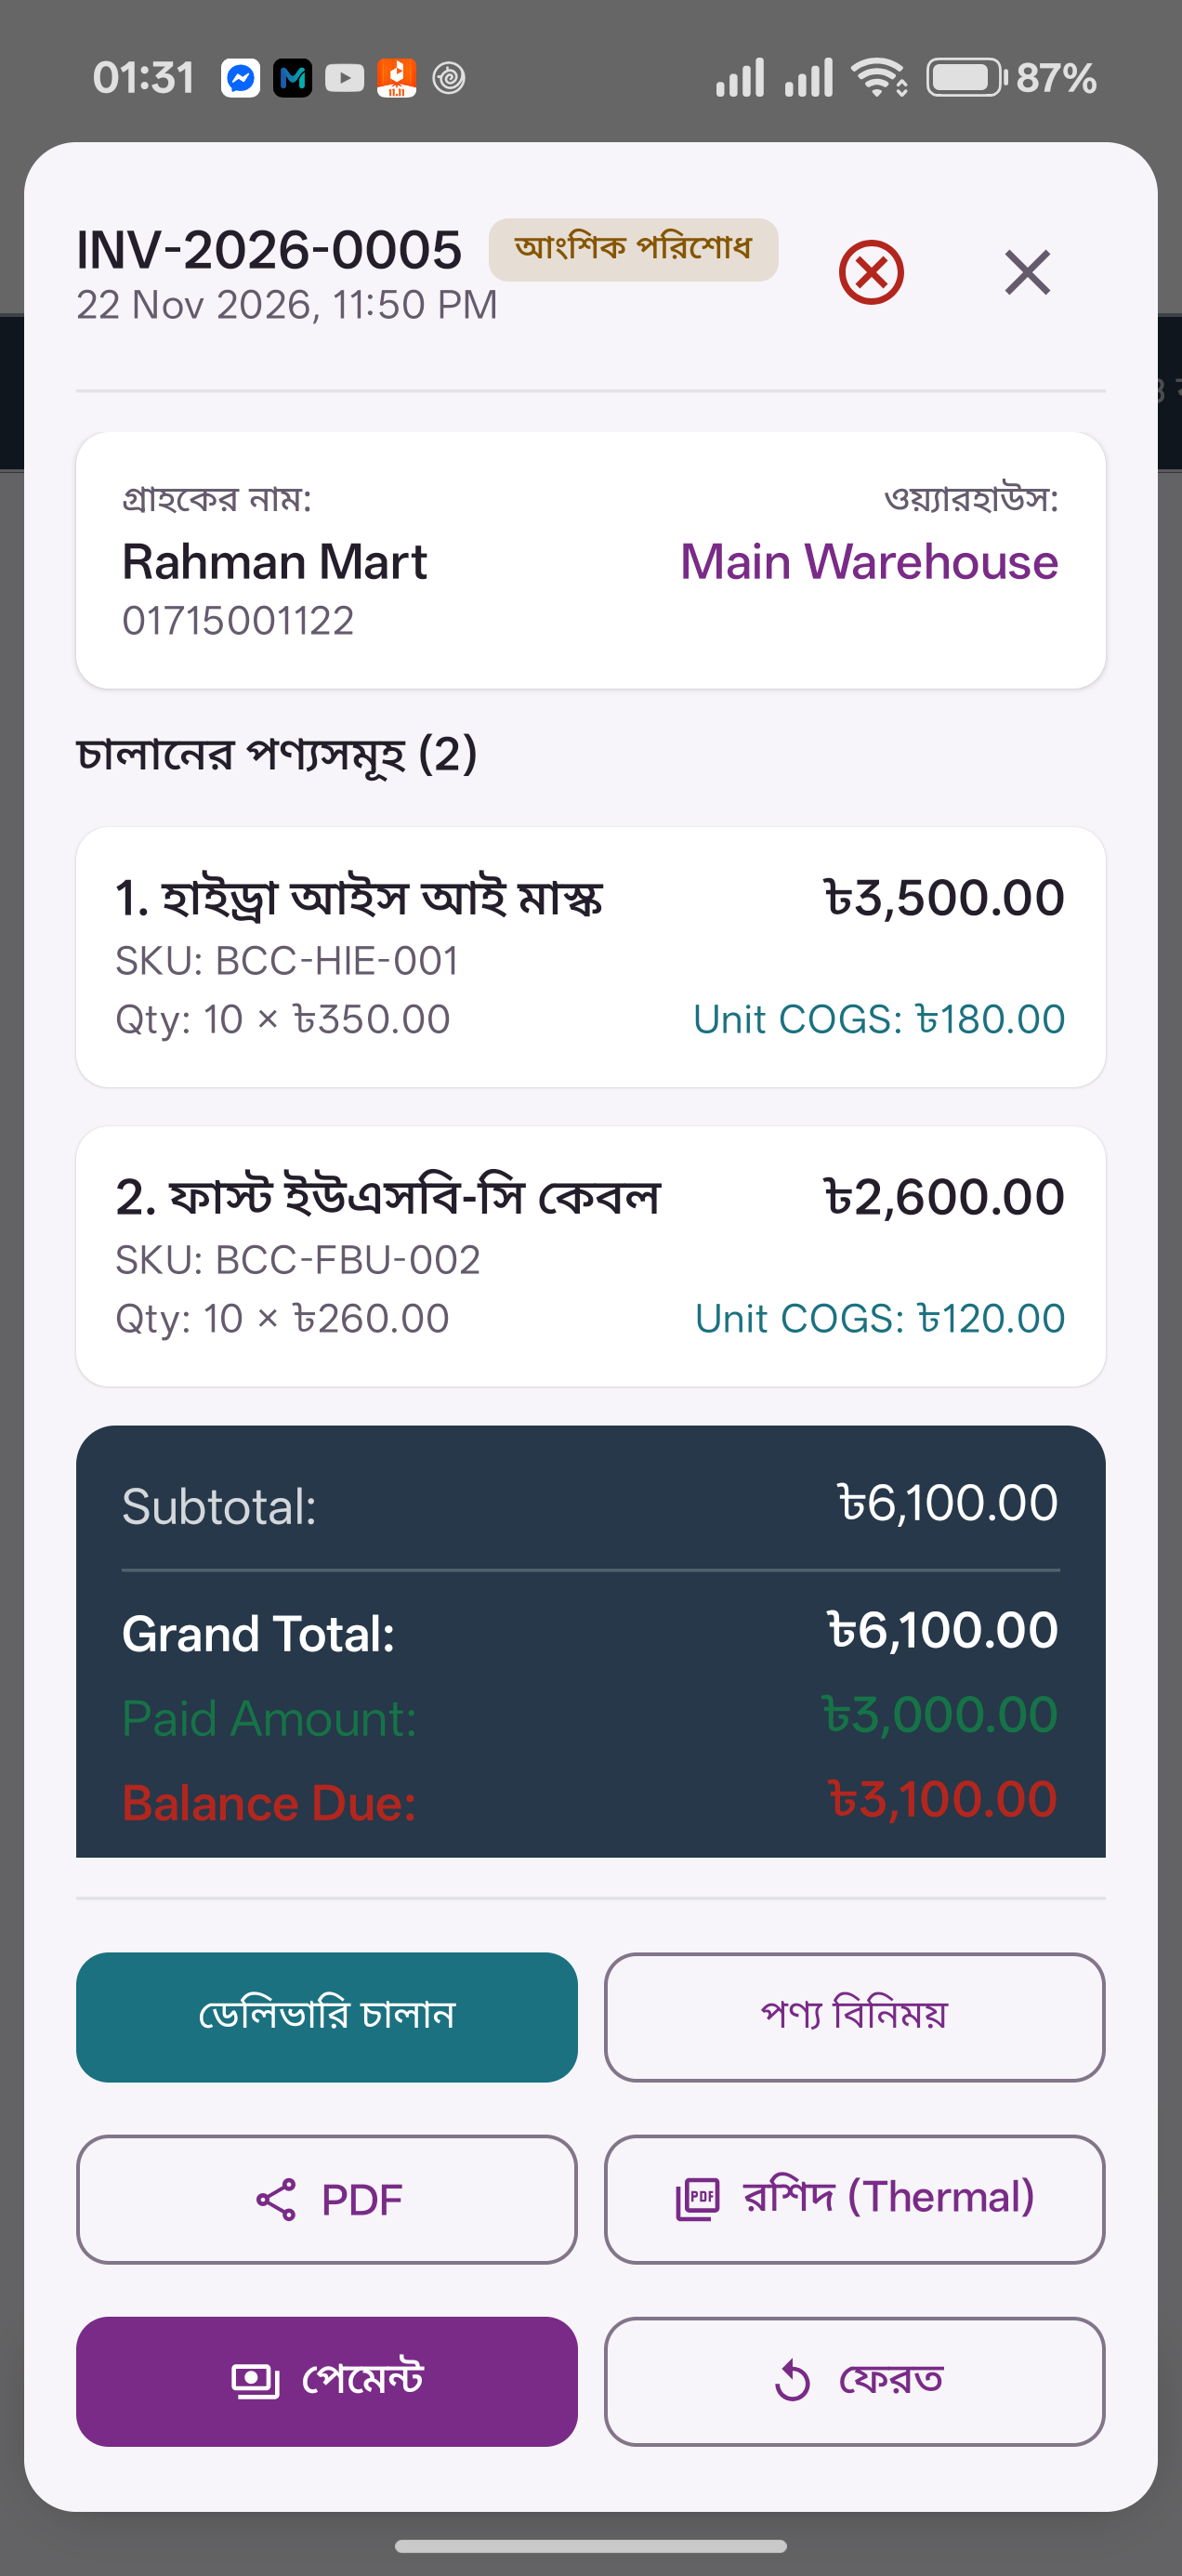 01:31
87%
INV-2026-0005 আংশিক পরিশোধ
22 Nov 2026, 11:50 PM
গ্রাহকের নাম: ওয়্যারহাউস:
Rahman Mart Main Warehouse
01715001122
চালানের পণ্যসমূহ (2)
1. হাইড্রা আইস আই মাস্ক ৳3,500.00
SKU: BCC-HIE-001
Qty: 10 × ৳350.00 Unit COGS: ৳180.00
2. ফাস্ট ইউএসবি-সি কেবল ৳2,600.00
SKU: BCC-FBU-002
Qty: 10 × ৳260.00 Unit COGS: ৳120.00
Subtotal: ৳6,100.00
Grand Total: ৳6,100.00
Paid Amount: ৳3,000.00
Balance Due: ৳3,100.00
ডেলিভারি চালান পণ্য বিনিময়
PDF PDF রশিদ (Thermal)
পেমেন্ট ফেরত